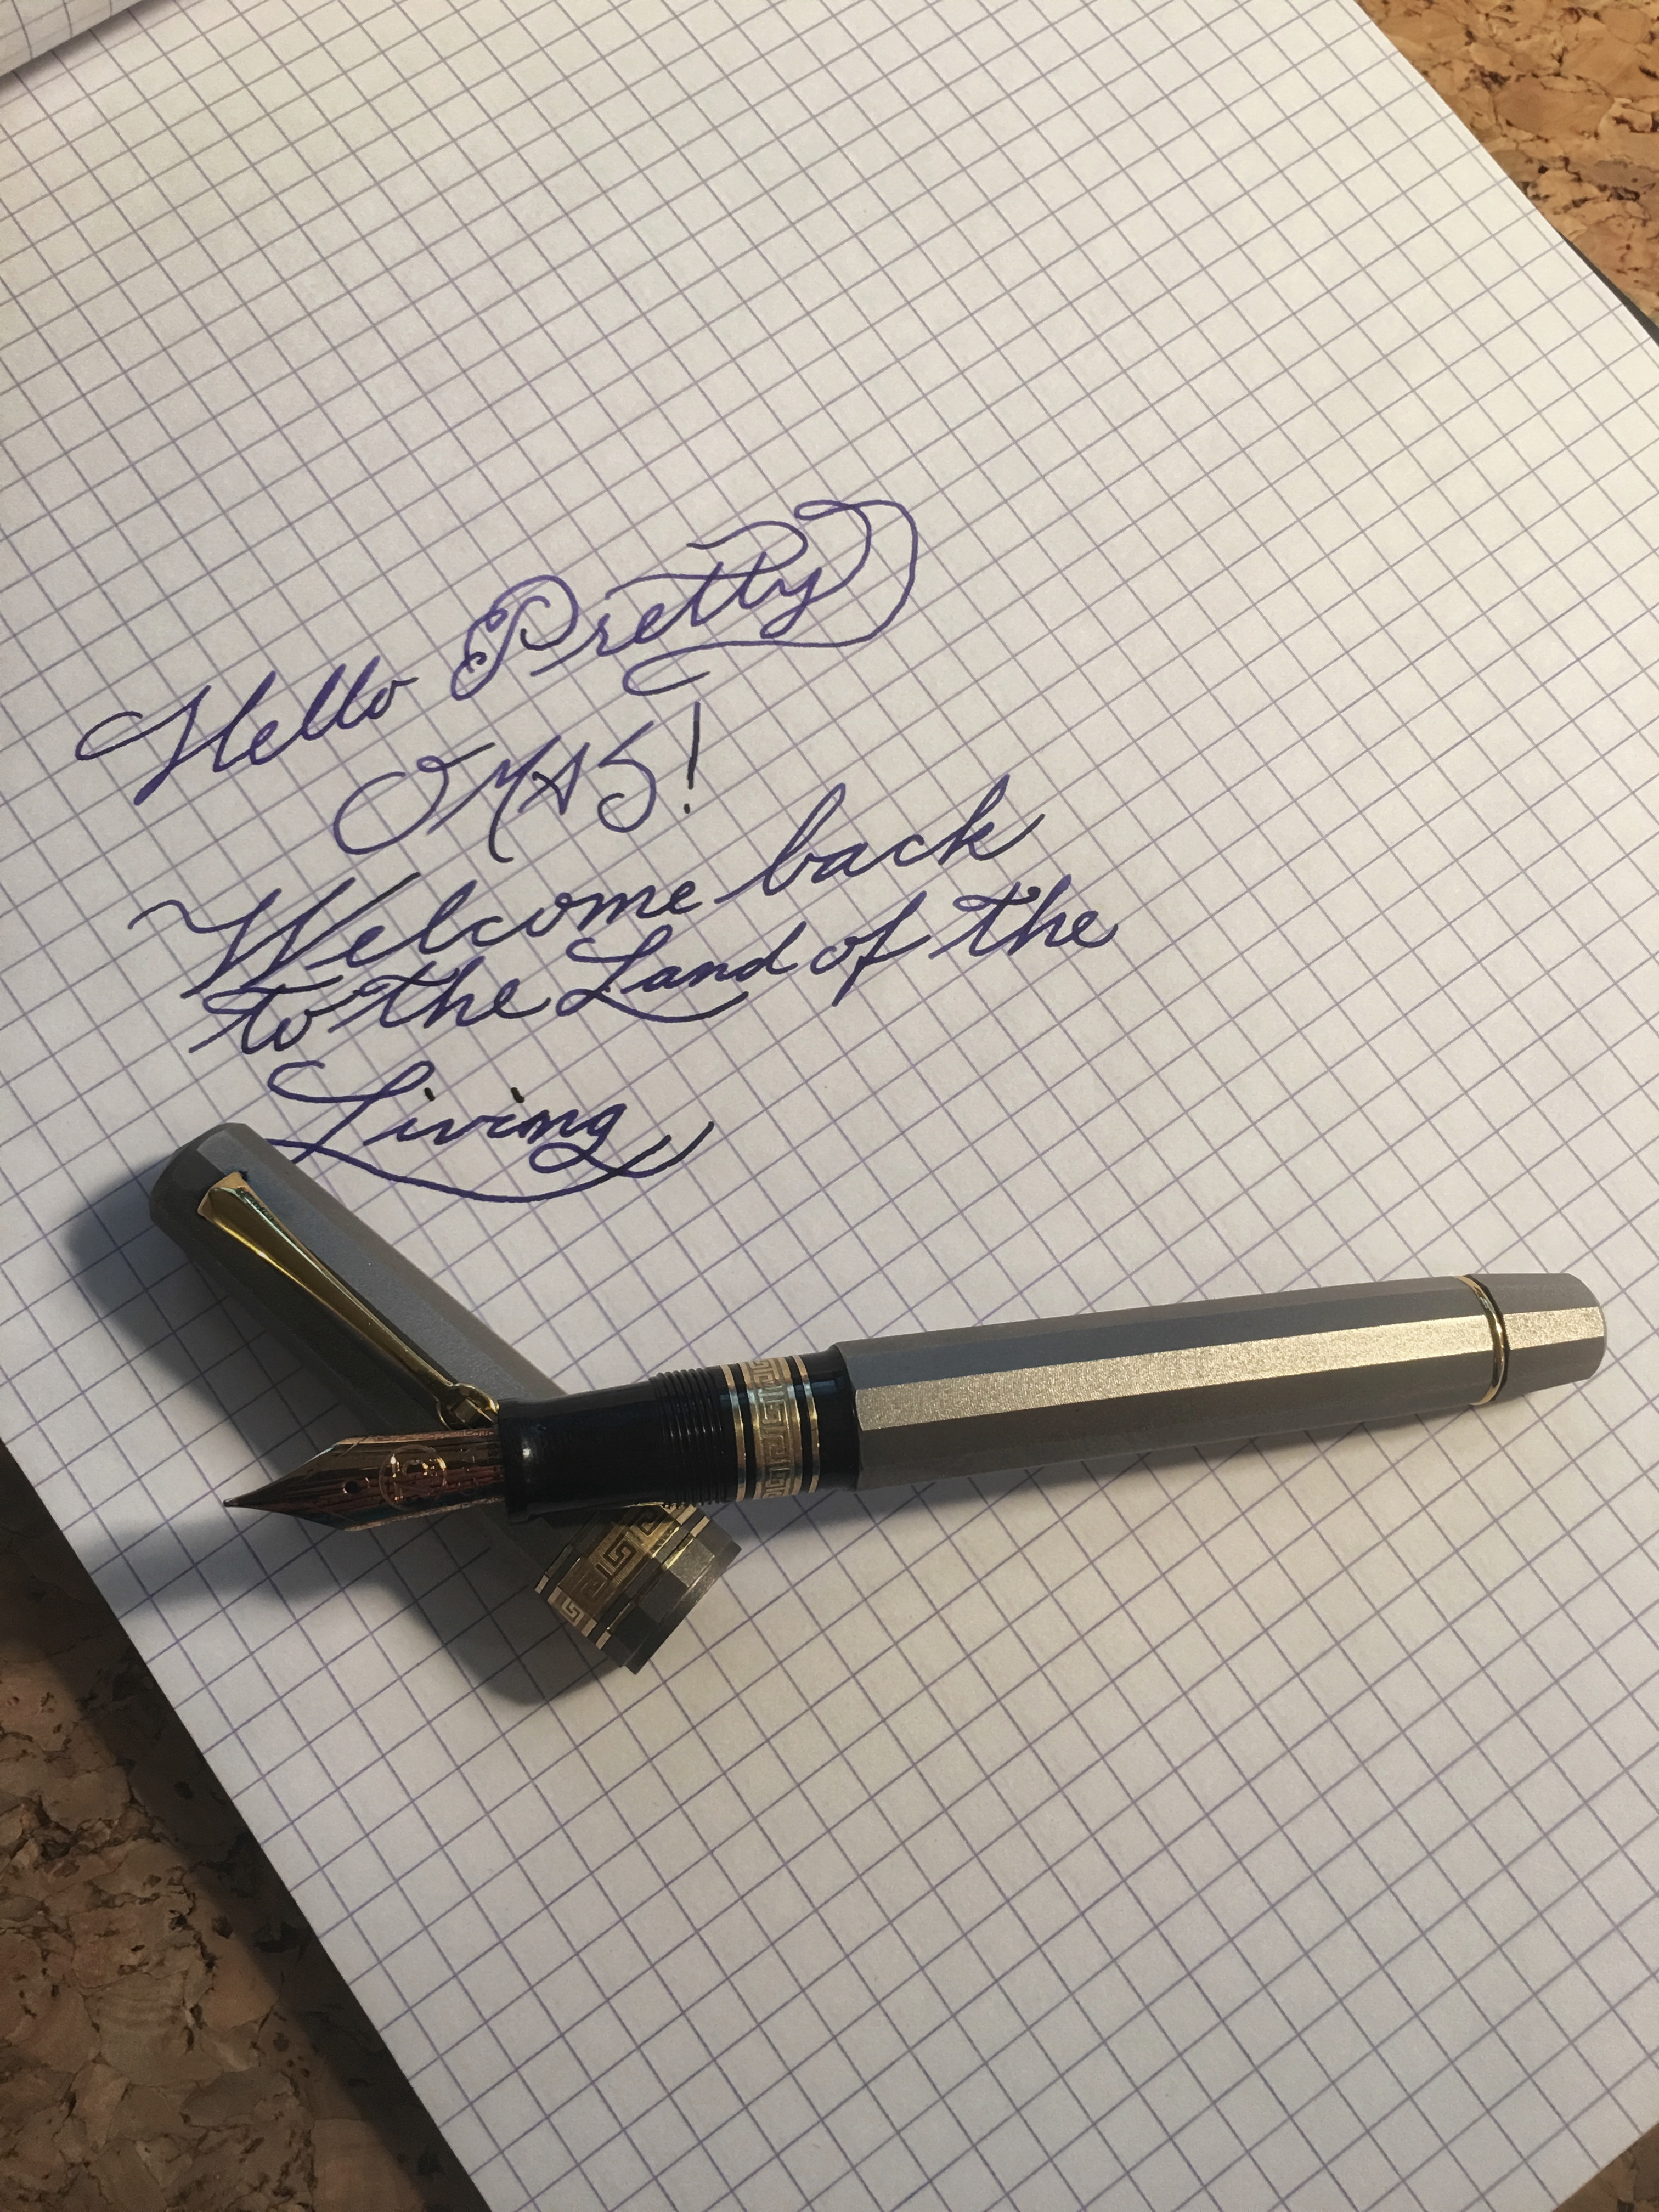 Hello Pretty
OMAS!
Welcome back
to the Land of the
Living